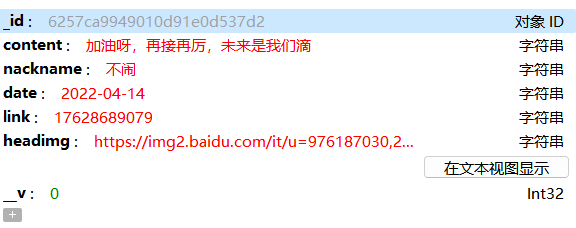 _id： 6257ca9949010d91e0d537d2 对象 ID
content： 加油呀，再接再厉，未来是我们滴 字符串
nackname： 不闹 字符串
date： 2022-04-14 字符串
link： 17628689079 字符串
headimg： https://img2.baidu.com/it/u=976187030,2... 字符串
在文本视图显示
__v： 0 Int32
+